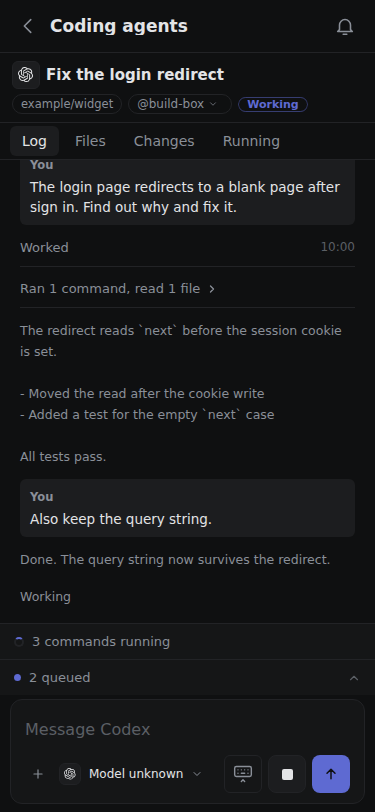 Coding agents
Fix the login redirect
example/widget
@build-box
Working
Log
Files
Changes
Running
You
The login page redirects to a blank page after
sign in. Find out why and fix it.
Worked
10:00
Ran 1 command, read 1 file
The redirect reads `next` before the session cookie
is set.
- Moved the read after the cookie write
- Added a test for the empty `next` case
All tests pass.
You
Also keep the query string.
Done. The query string now survives the redirect.
Working
3 commands running
2 queued
Message Codex
Model unknown